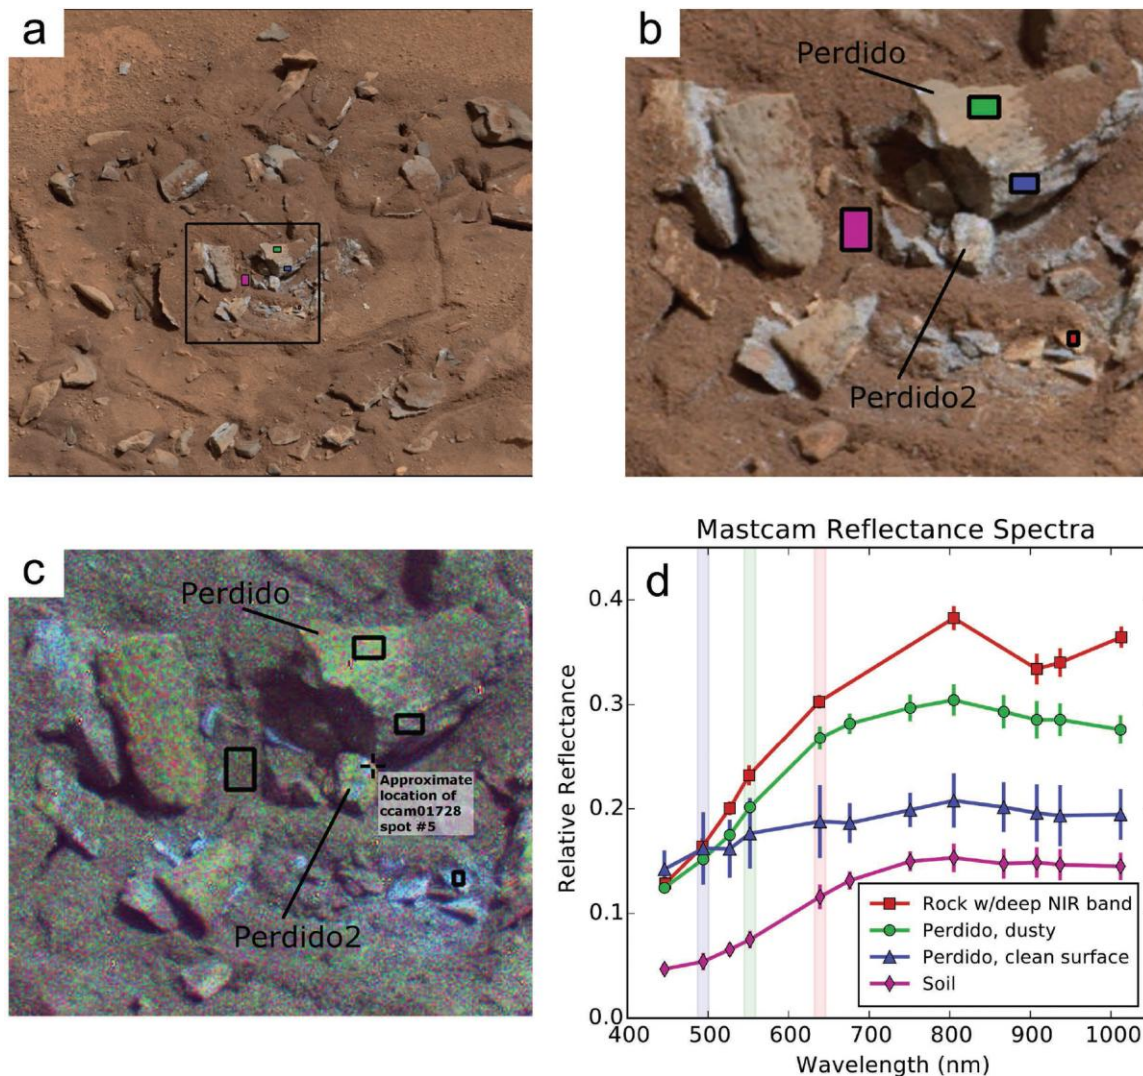 a
b
Perdido
Perdido2
c
Perdido
Approximate
location of
ccam01728
spot #5
Perdido2
Mastcam Reflectance Spectra
d
Relative Reflectance
0.4
0.3
0.2
0.1
0.0
Rock w/deep NIR band
Perdido, dusty
Perdido, clean surface
Soil
400 500 600 700 800 900 1000
Wavelength (nm)